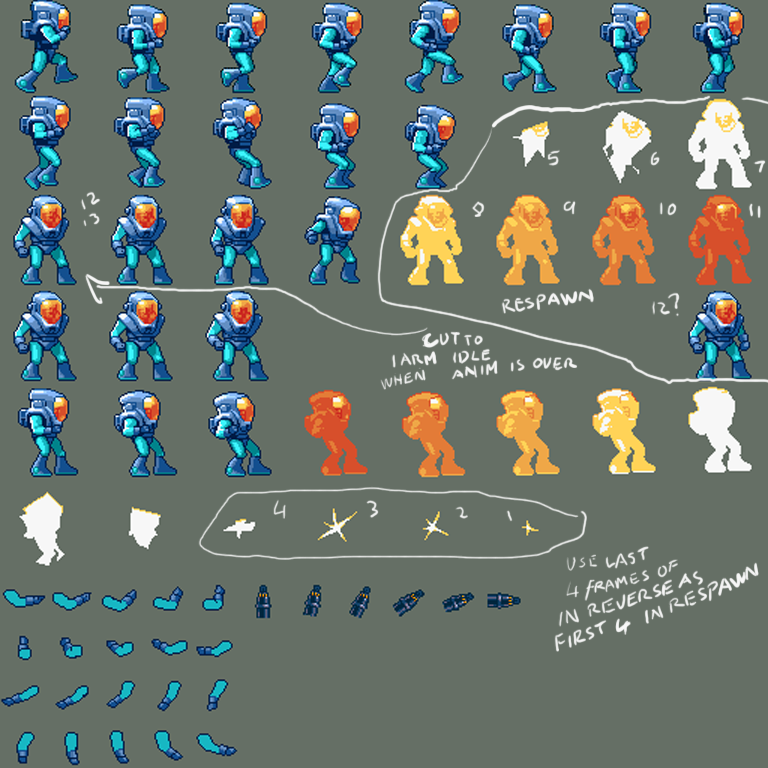 5
6
7
12
13
8
9
10
11
RESPAWN
12?
CUT TO
1 ARM IDLE
WHEN ANIM IS OVER
4
3
2
1
USE LAST
4 FRAMES OF
IN REVERSE AS
FIRST 4 IN RESPAWN